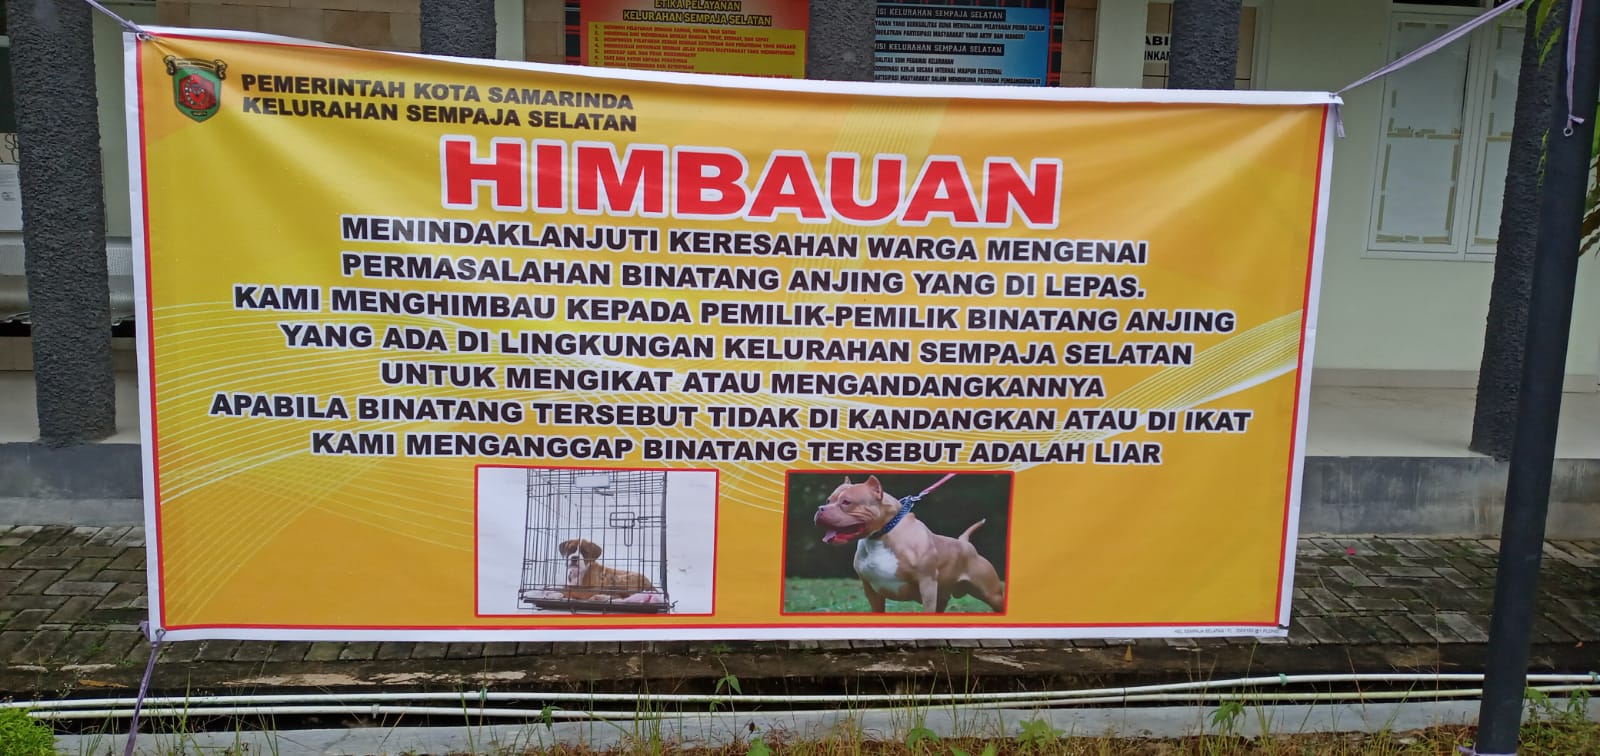 ETIKA PELAYANAN
KELURAHAN SEMPAJA SELATAN
ISI KELURAHAN SEMPAJA SELATAN
ISI KELURAHAN SEMPAJA SELATAN
PEMERINTAH KOTA SAMARINDA
KELURAHAN SEMPAJA SELATAN
HIMBAUAN
MENINDAKLANJUTI KERESAHAN WARGA MENGENAI
PERMASALAHAN BINATANG ANJING YANG DI LEPAS.
KAMI MENGHIMBAU KEPADA PEMILIK-PEMILIK BINATANG ANJING
YANG ADA DI LINGKUNGAN KELURAHAN SEMPAJA SELATAN
UNTUK MENGIKAT ATAU MENGANDANGKANNYA
APABILA BINATANG TERSEBUT TIDAK DI KANDANGKAN ATAU DI IKAT
KAMI MENGANGGAP BINATANG TERSEBUT ADALAH LIAR